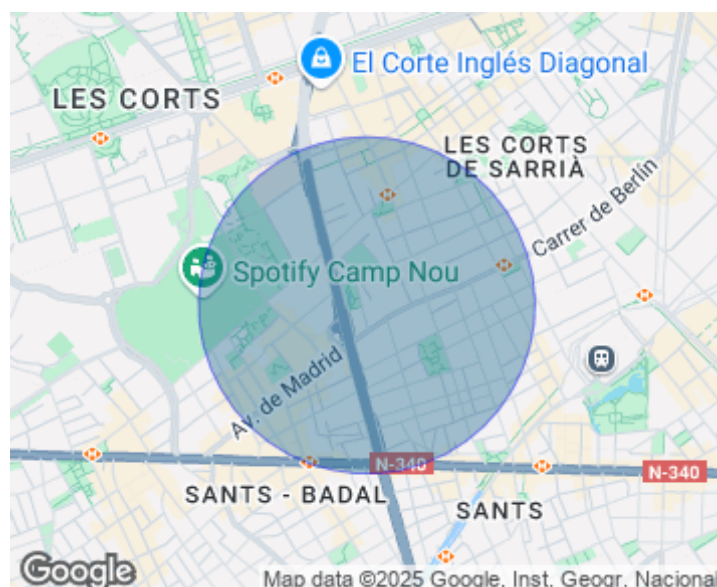 El Corte Inglés Diagonal
LES CORTS
LES CORTS
DE SARRIÀ
Carrer de Berlín
Spotify Camp Nou
Av. de Madrid
N-340
N-340
SANTS - BADAL
SANTS
Google
Map data ©2025 Google, Inst. Geogr. Nacional